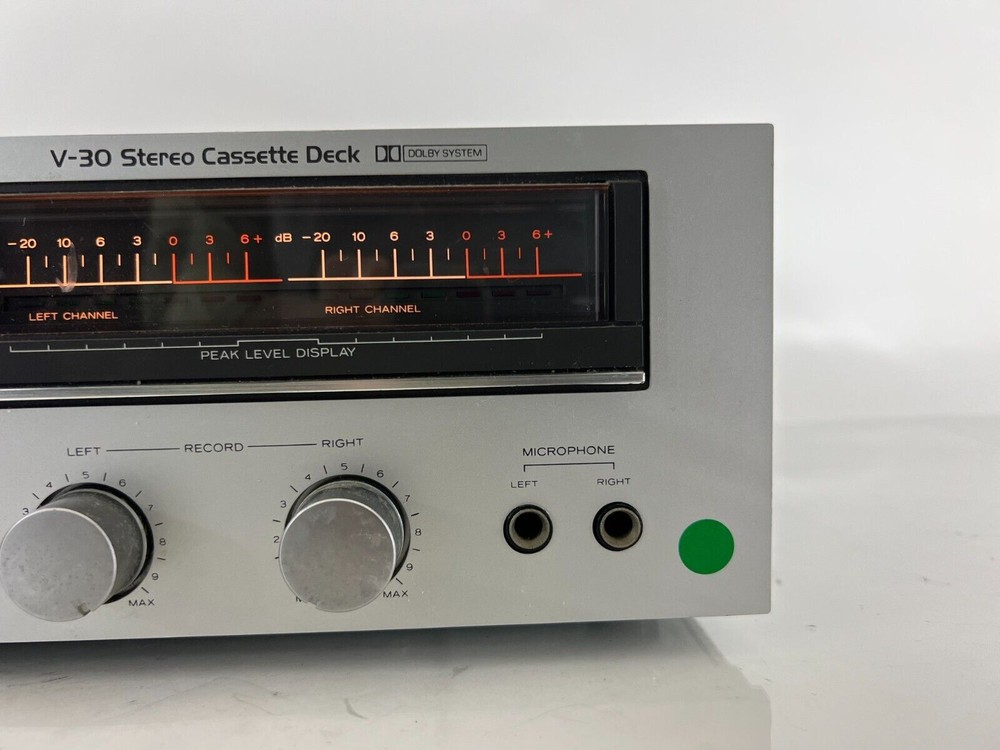 V-30 Stereo Cassette Deck DOLBY SYSTEM
-20 10 6 3 0 3 6+ dB -20 10 6 3 0 3 6+
LEFT CHANNEL RIGHT CHANNEL
PEAK LEVEL DISPLAY
LEFT RECORD RIGHT
MICROPHONE
LEFT RIGHT
3 4 5 6 7 8 9 MAX
2 3 4 5 6 7 8 9 MAX